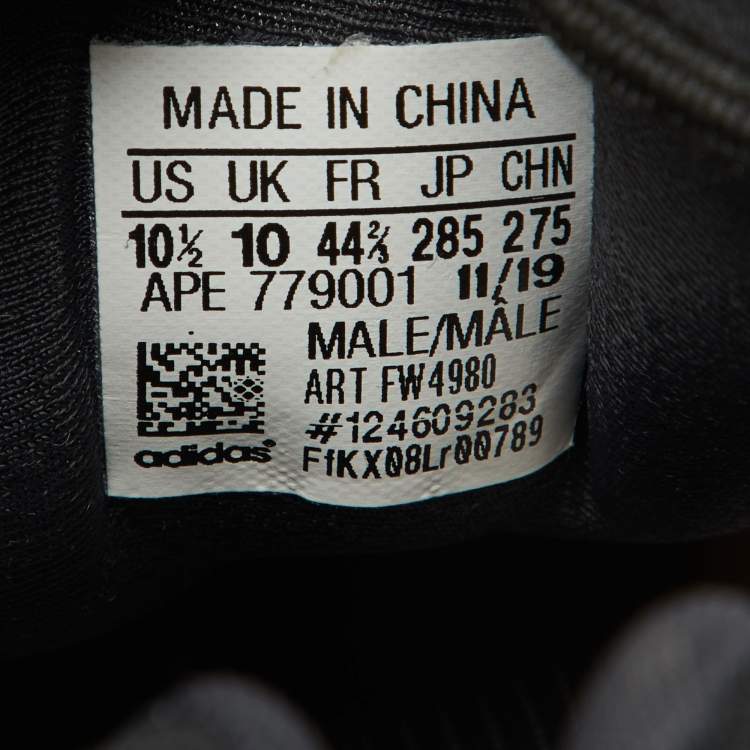 MADE IN CHINA
US UK FR JP CHN
10½ 10 44⅔ 285 275
APE 779001 11/19
MALE/MÂLE
ART FW4980
#124609283
adidas® FfKX08Lr00789